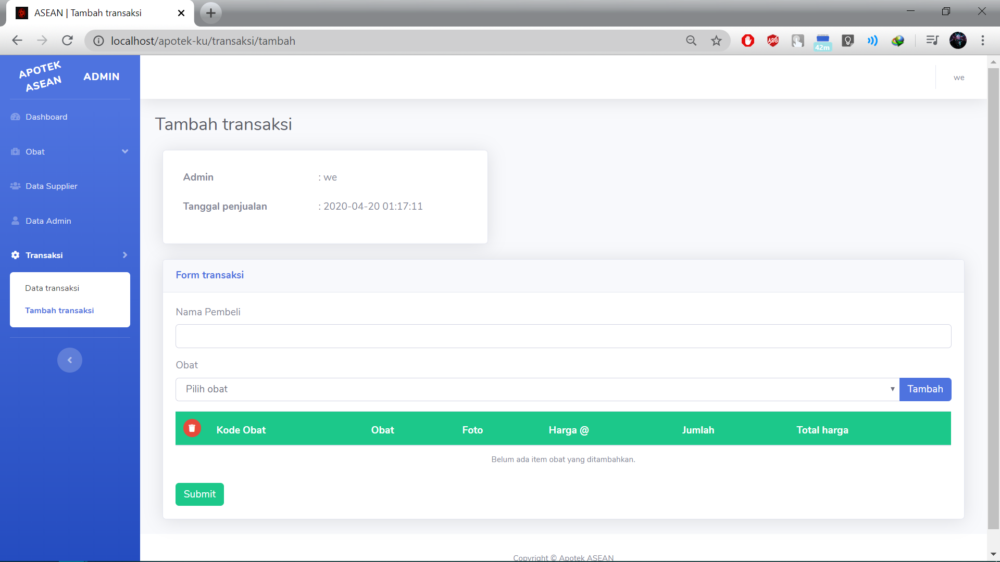 ASEAN | Tambah transaksi
localhost/apotek-ku/transaksi/tambah
ABP
42m
APOTEK
ASEAN
ADMIN
we
Dashboard
Obat
Data Supplier
Data Admin
Transaksi
Data transaksi
Tambah transaksi
Tambah transaksi
Admin : we
Tanggal penjualan : 2020-04-20 01:17:11
Form transaksi
Nama Pembeli
Obat
Pilih obat
Tambah
Kode Obat Obat Foto Harga @ Jumlah Total harga
Belum ada item obat yang ditambahkan.
Submit
Copyright © Apotek ASEAN